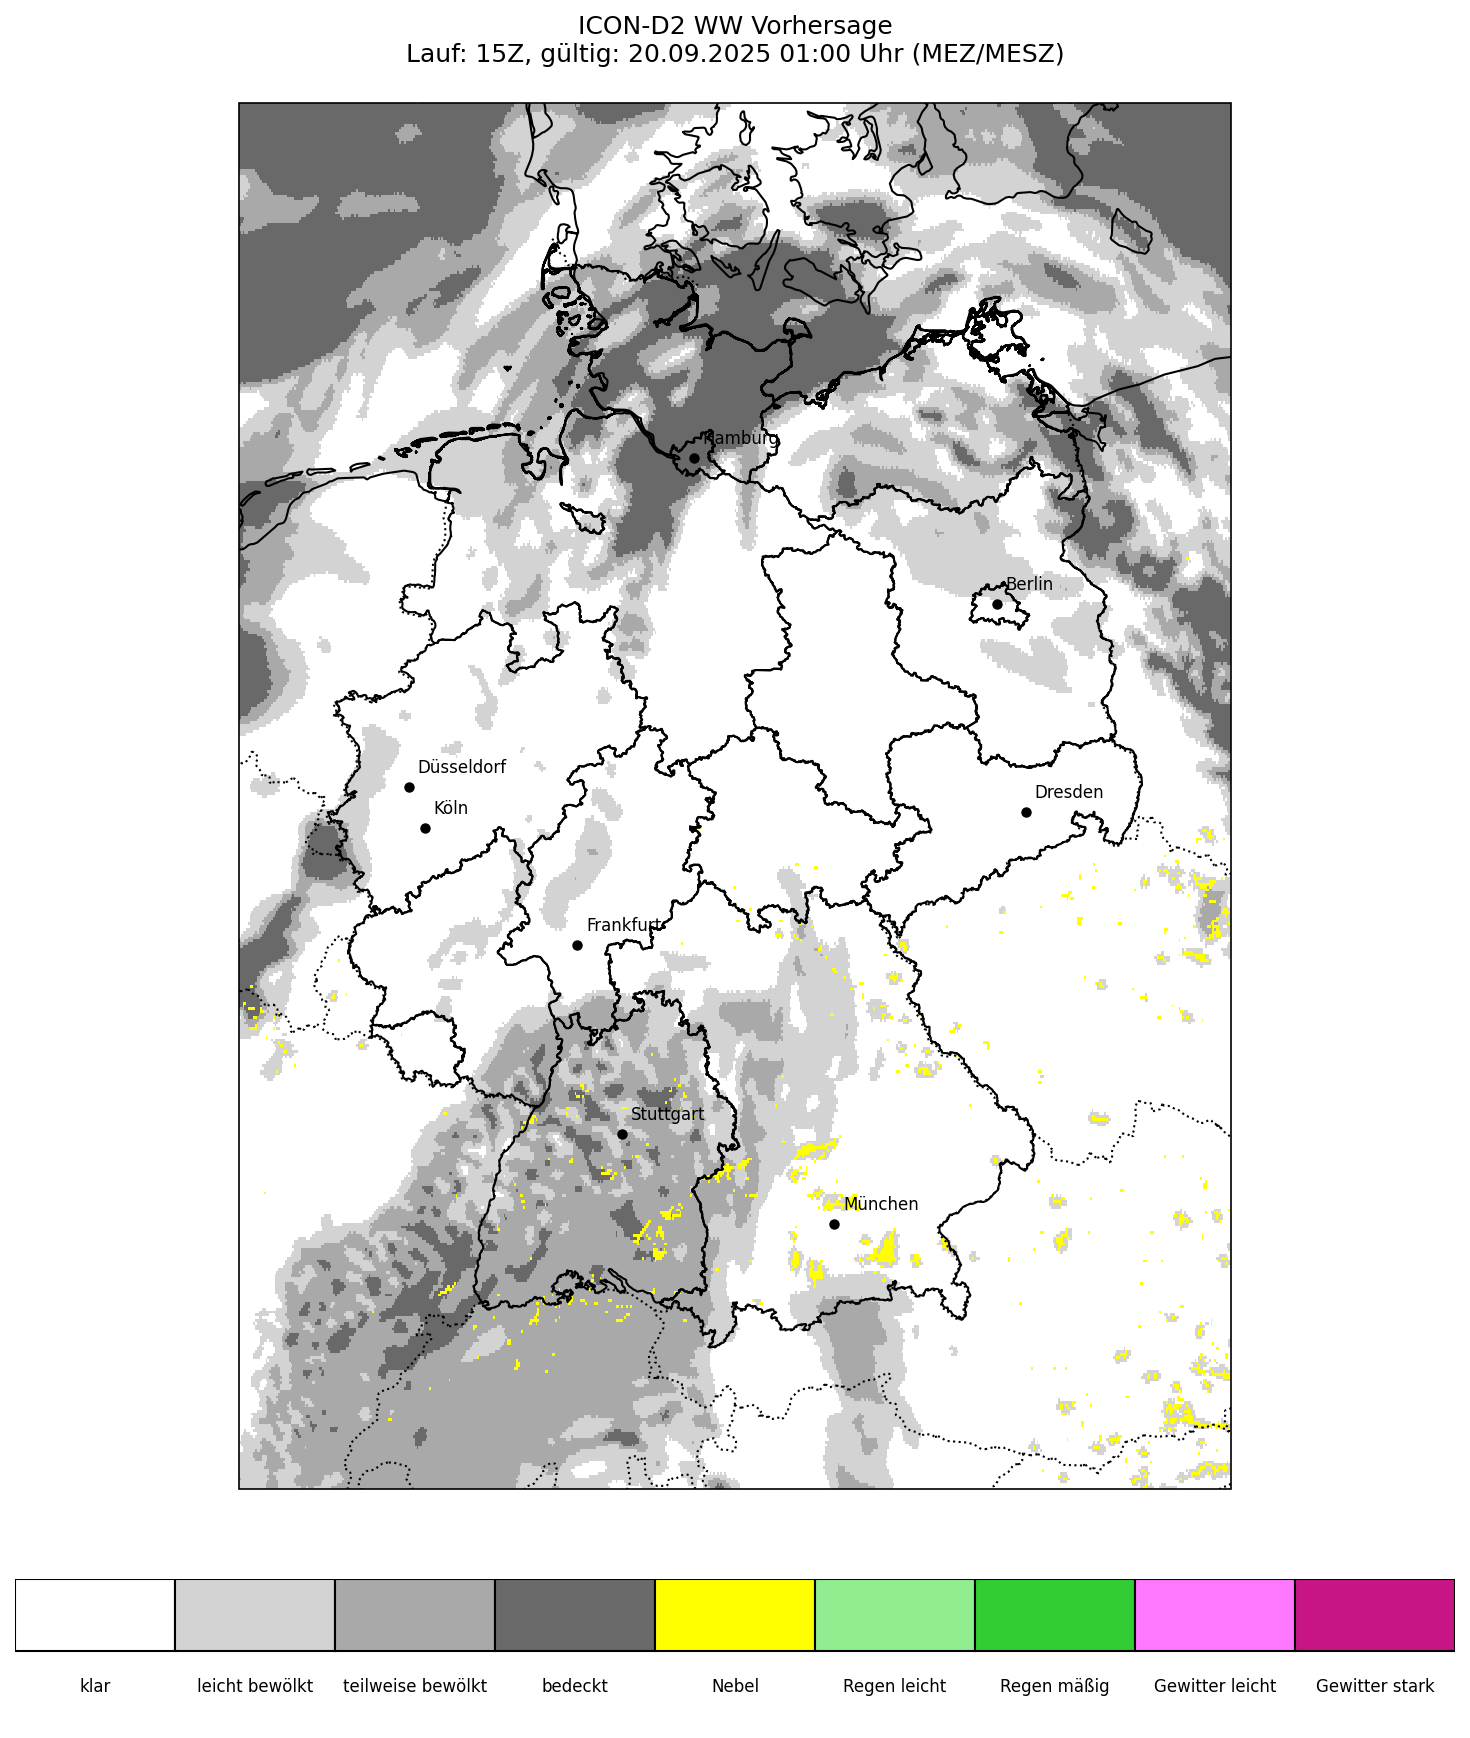 ICON-D2 WW Vorhersage
Lauf: 15Z, gültig: 20.09.2025 01:00 Uhr (MEZ/MESZ)
Hamburg
Berlin
Düsseldorf
Köln
Dresden
Frankfurt
Stuttgart
München
klar
leicht bewölkt
teilweise bewölkt
bedeckt
Nebel
Regen leicht
Regen mäßig
Gewitter leicht
Gewitter stark